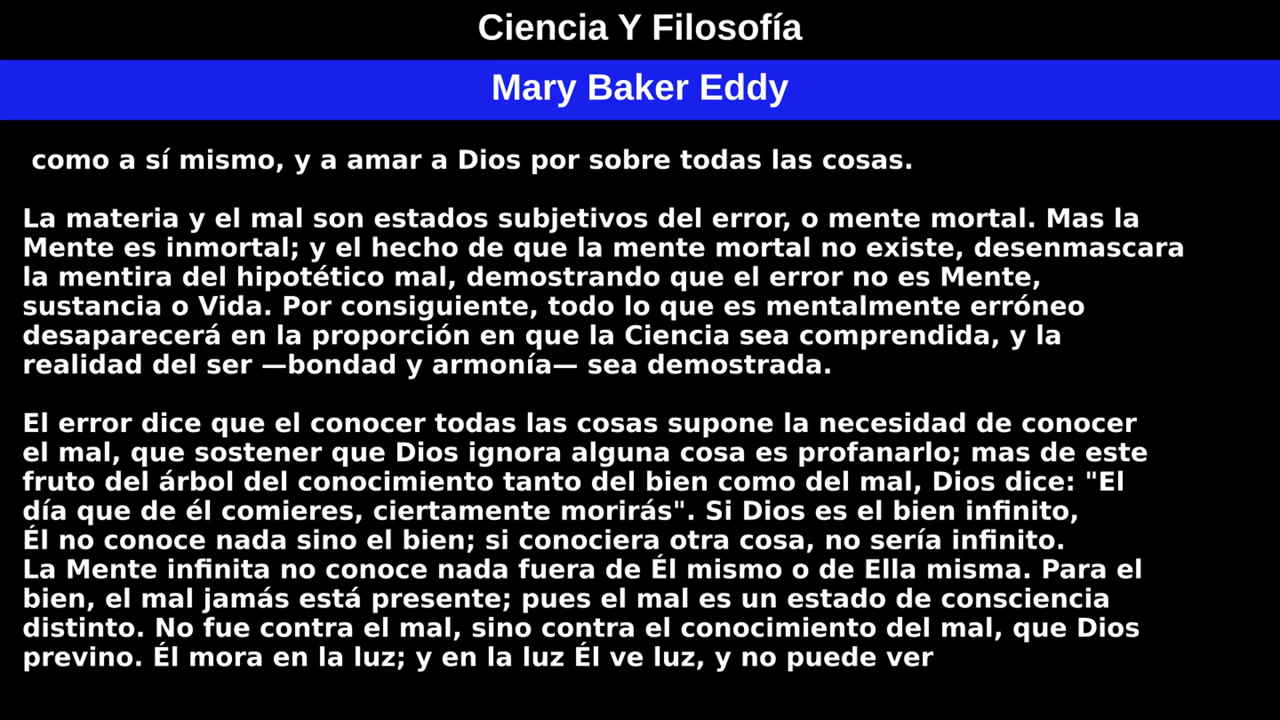 Ciencia Y Filosofía
Mary Baker Eddy
como a sí mismo, y a amar a Dios por sobre todas las cosas.
La materia y el mal son estados subjetivos del error, o mente mortal. Mas la
Mente es inmortal; y el hecho de que la mente mortal no existe, desenmascara
la mentira del hipotético mal, demostrando que el error no es Mente,
sustancia o Vida. Por consiguiente, todo lo que es mentalmente erróneo
desaparecerá en la proporción en que la Ciencia sea comprendida, y la
realidad del ser —bondad y armonía— sea demostrada.
El error dice que el conocer todas las cosas supone la necesidad de conocer
el mal, que sostener que Dios ignora alguna cosa es profanarlo; mas de este
fruto del árbol del conocimiento tanto del bien como del mal, Dios dice: "El
día que de él comieres, ciertamente morirás". Si Dios es el bien infinito,
Él no conoce nada sino el bien; si conociera otra cosa, no sería infinito.
La Mente infinita no conoce nada fuera de Él mismo o de Ella misma. Para el
bien, el mal jamás está presente; pues el mal es un estado de consciencia
distinto. No fue contra el mal, sino contra el conocimiento del mal, que Dios
previno. Él mora en la luz; y en la luz Él ve luz, y no puede ver